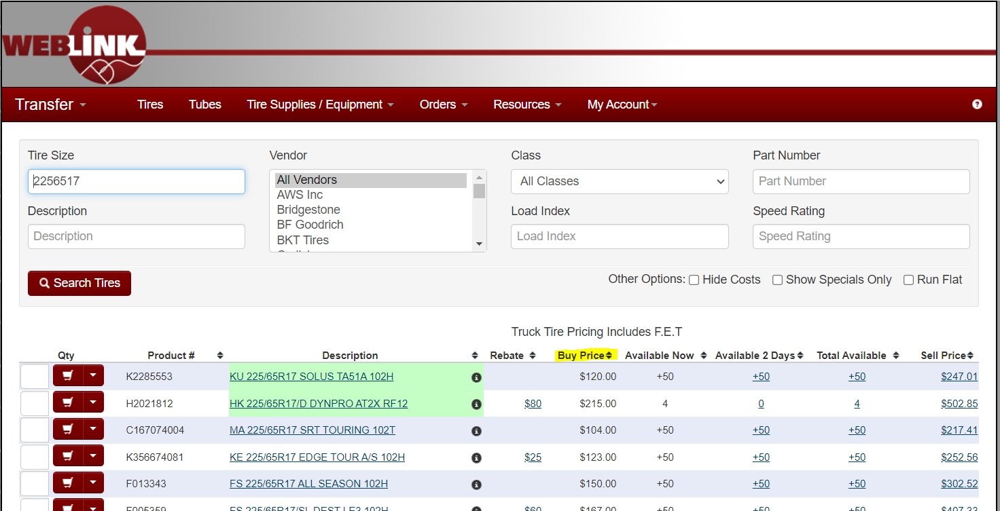 WEBLINK
Transfer Tires Tubes Tire Supplies / Equipment Orders Resources My Account ?
Tire Size Vendor Class Part Number
2256517 All Vendors All Classes Part Number
AWS Inc
Description Bridgestone Load Index Speed Rating
Description BF Goodrich Load Index Speed Rating
BKT Tires
Search Tires Other Options: Hide Costs Show Specials Only Run Flat
Truck Tire Pricing Includes F.E.T
Qty Product # Description Rebate Buy Price Available Now Available 2 Days Total Available Sell Price
K2285553 KU 225/65R17 SOLUS TA51A 102H i $120.00 +50 +50 +50 $247.01
H2021812 HK 225/65R17/D DYNPRO AT2X RF12 i $80 $215.00 4 0 4 $502.85
C167074004 MA 225/65R17 SRT TOURING 102T i $104.00 +50 +50 +50 $217.41
K356674081 KE 225/65R17 EDGE TOUR A/S 102H i $25 $123.00 +50 +50 +50 $252.56
F013343 FS 225/65R17 ALL SEASON 102H i $150.00 +50 +50 +50 $302.52
F005359 FS 225/65R17/SL DEST LE3 102H $60 $167.00 +50 +50 +50 $407.33